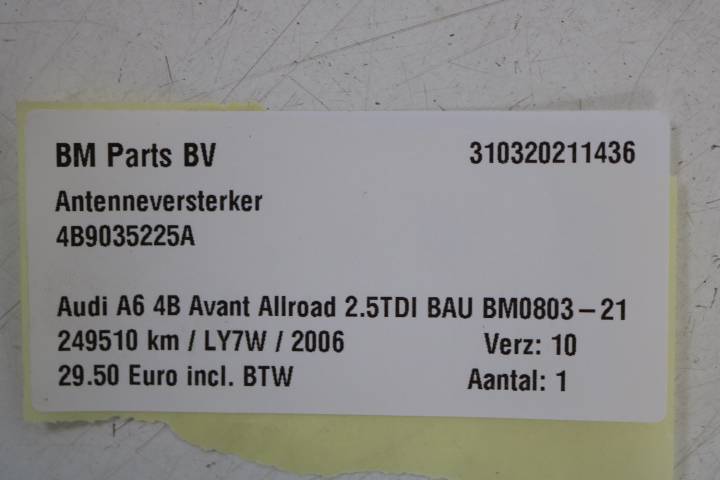 BM Parts BV 310320211436
Antenneversterker
4B9035225A
Audi A6 4B Avant Allroad 2.5TDI BAU BM0803-21
249510 km / LY7W / 2006 Verz: 10
29.50 Euro incl. BTW Aantal: 1